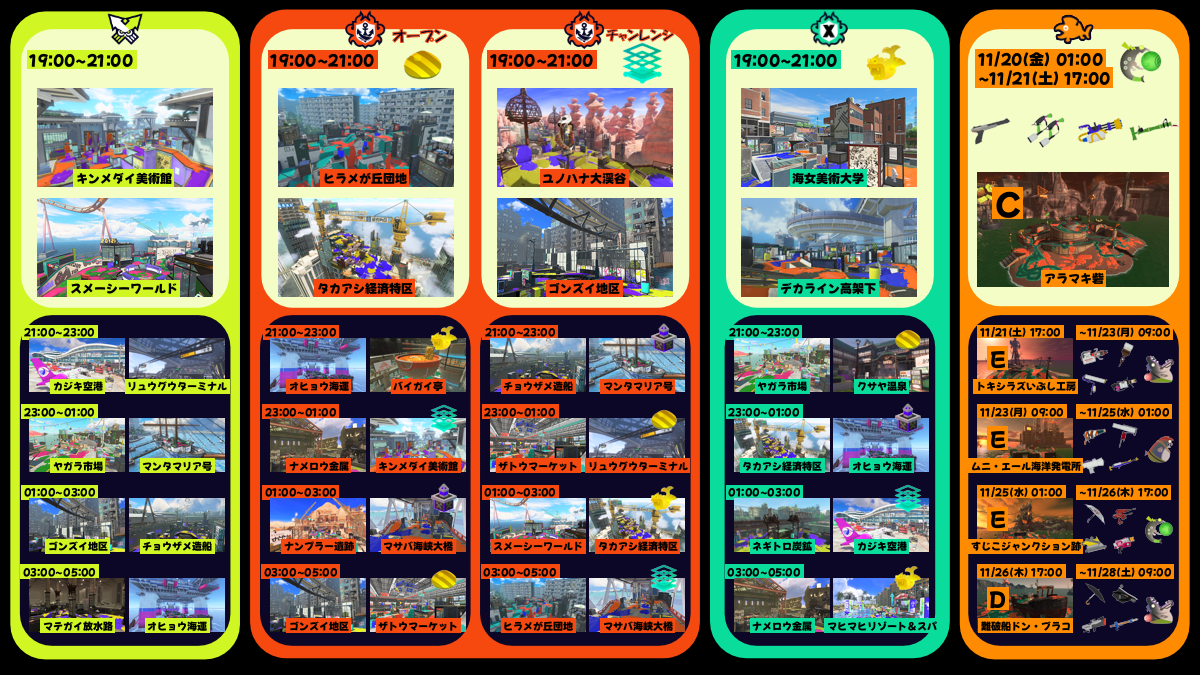 19:00~21:00
キンメダイ美術館
スメーシーワールド
21:00~23:00
カジキ空港
リュウグウターミナル
23:00~01:00
ヤガラ市場
マンタマリア号
01:00~03:00
ゴンズイ地区
チョウザメ造船
03:00~05:00
マテガイ放水路
オヒョウ海運
オープン
19:00~21:00
ヒラメが丘団地
タカアシ経済特区
21:00~23:00
オヒョウ海運
バイガイ亭
23:00~01:00
ナメロウ金属
キンメダイ美術館
01:00~03:00
ナンプラー遺跡
マサバ海峡大橋
03:00~05:00
ゴンズイ地区
ザトウマーケット
チャンレンジ
19:00~21:00
ユノハナ大渓谷
ゴンズイ地区
21:00~23:00
チョウザメ造船
マンタマリア号
23:00~01:00
ザトウマーケット
リュウグウターミナル
01:00~03:00
スメーシーワールド
タカアシ経済特区
03:00~05:00
ヒラメが丘団地
マサバ海峡大橋
X
19:00~21:00
海女美術大学
デカライン高架下
21:00~23:00
ヤガラ市場
クサヤ温泉
23:00~01:00
タカアシ経済特区
オヒョウ海運
01:00~03:00
ネギトロ炭鉱
カジキ空港
03:00~05:00
ナメロウ金属
マヒマヒリゾート＆スパ
11/20(金) 01:00
~11/21(土) 17:00
C
アラマキ砦
11/21(土) 17:00
~11/23(月) 09:00
E
トキシラズいぶし工房
11/23(月) 09:00
~11/25(水) 01:00
E
ムニ・エール海洋発電所
11/25(水) 01:00
~11/26(木) 17:00
E
すじこジャンクション跡
11/26(木) 17:00
~11/28(土) 09:00
D
難破船ドン・ブラコ